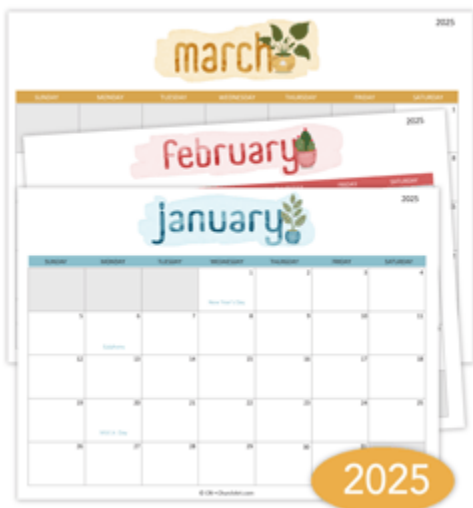 2025
march
SUNDAY MONDAY TUESDAY WEDNESDAY THURSDAY FRIDAY SATURDAY
1
2025
february
FRIDAY SATURDAY
2025
january
SUNDAY MONDAY TUESDAY WEDNESDAY THURSDAY FRIDAY SATURDAY
1 2 3 4
New Year's Day
5 6 7 8 9 10 11
Epiphany
12 13 14 15 16 17 18
19 20 21 22 23 24 25
MLK Jr. Day
26 27 28 29 30 31
2025